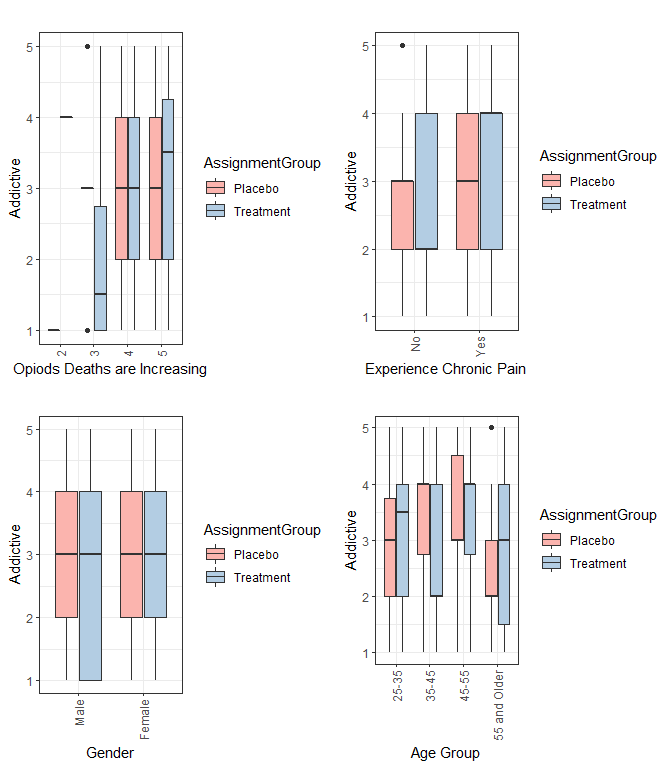 5
4
3
2
1
Addictive
2
3
4
5
Opiods Deaths are Increasing
AssignmentGroup
Placebo
Treatment
5
4
3
2
1
Addictive
No
Yes
Experience Chronic Pain
AssignmentGroup
Placebo
Treatment
5
4
3
2
1
Addictive
Male
Female
Gender
AssignmentGroup
Placebo
Treatment
5
4
3
2
1
Addictive
25-35
35-45
45-55
55 and Older
Age Group
AssignmentGroup
Placebo
Treatment